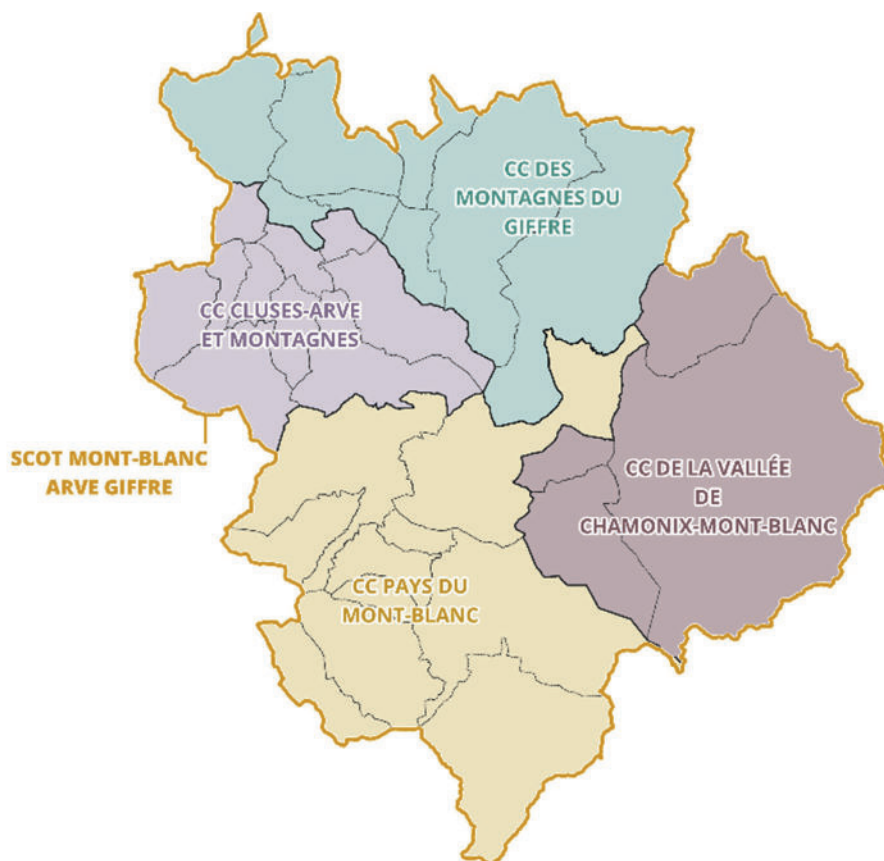 CC DES
MONTAGNES DU
GIFFRE
CC CLUSES-ARVE
ET MONTAGNES
SCOT MONT-BLANC
ARVE GIFFRE
CC DE LA VALLÉE
DE
CHAMONIX-MONT-BLANC
CC PAYS DU
MONT-BLANC